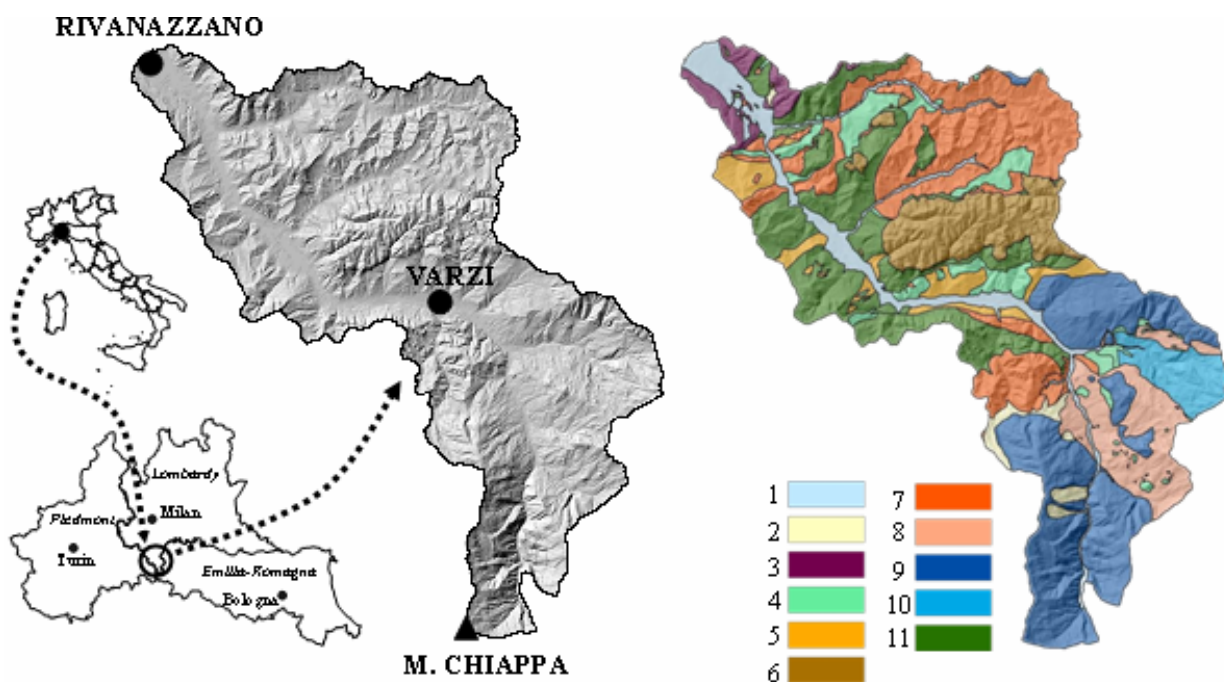 RIVANAZZANO
VARZI
Lombardy
Piedmont
Milan
Turin
Emilia-Romagna
Bologna
M. CHIAPPA
1
2
3
4
5
6
7
8
9
10
11